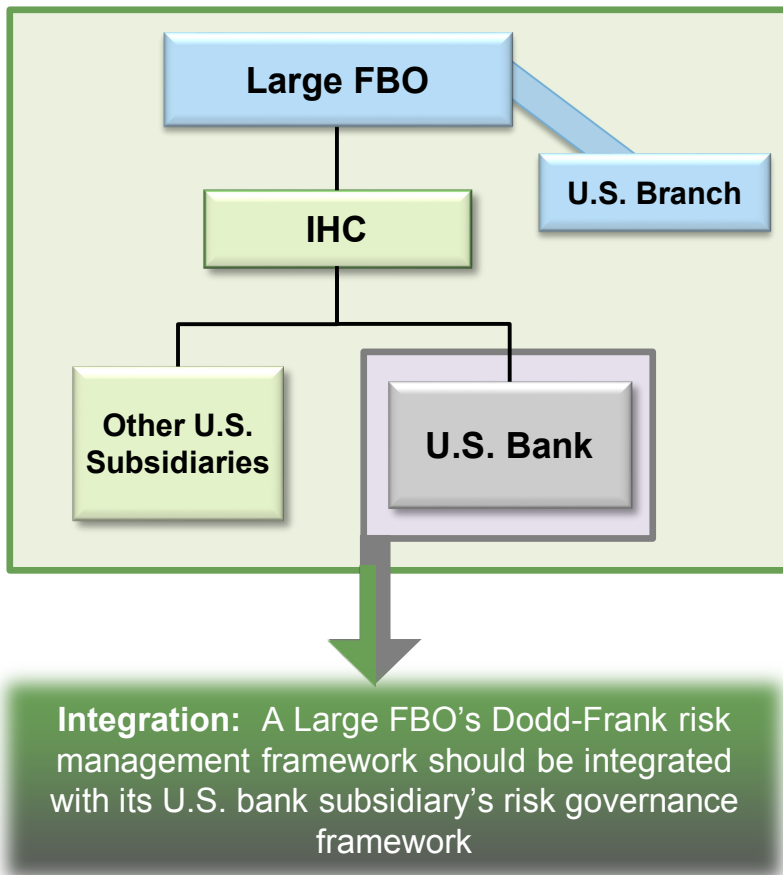 Large FBO
U.S. Branch
IHC
Other U.S.
Subsidiaries
U.S. Bank
Integration: A Large FBO's Dodd-Frank risk
management framework should be integrated
with its U.S. bank subsidiary's risk governance
framework